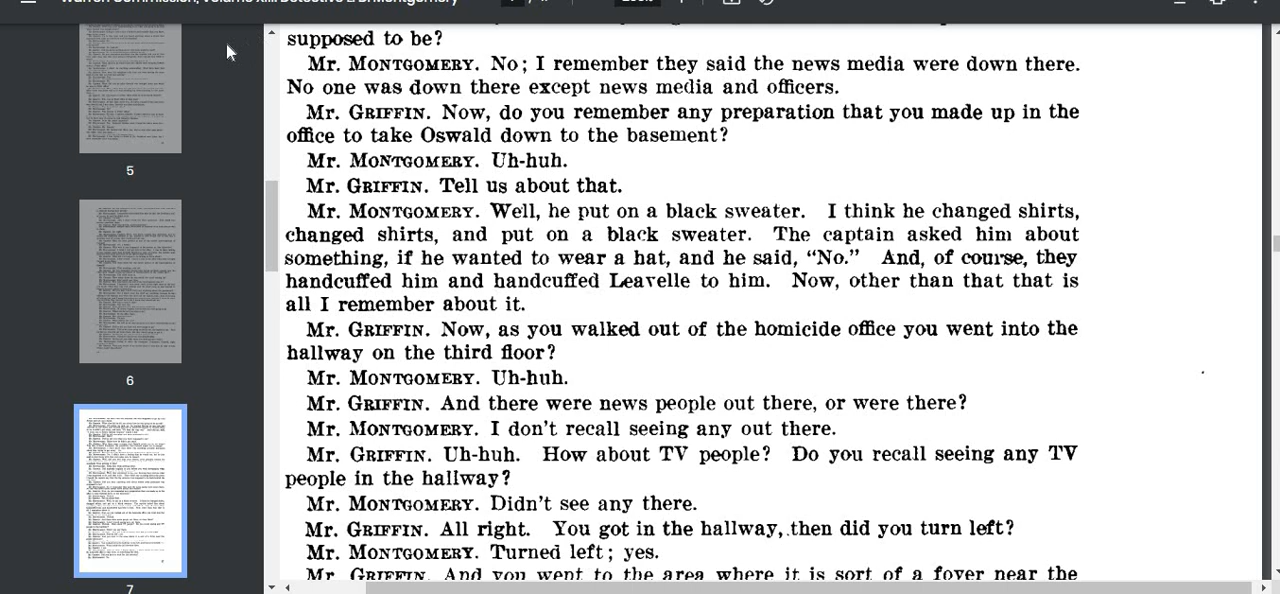 supposed to be?
Mr. MONTGOMERY. No; I remember they said the news media were down there.
No one was down there except news media and officers.
Mr. GRIFFIN. Now, do you remember any preparation that you made up in the
office to take Oswald down to the basement?
Mr. MONTGOMERY. Uh-huh.
Mr. GRIFFIN. Tell us about that.
Mr. MONTGOMERY. Well, he put on a black sweater. I think he changed shirts,
changed shirts and put on a black sweater. The captain asked him about
something, if he wanted to wear a hat, and he said, "No." And, of course, they
handcuffed him and handcuffed Leavelle to him. Now, other than that that is
all I remember about it.
Mr. GRIFFIN. Now, as you walked out of the homicide office you went into the
hallway on the third floor?
Mr. MONTGOMERY. Uh-huh.
Mr. GRIFFIN. And there were news people out there, or were there?
Mr. MONTGOMERY. I don't recall seeing any out there.
Mr. GRIFFIN. Uh-huh. How about TV people? Do you recall seeing any TV
people in the hallway?
Mr. MONTGOMERY. Didn't see any there.
Mr. GRIFFIN. All right. You got in the hallway, then did you turn left?
Mr. MONTGOMERY. Turned left; yes.
Mr. GRIFFIN. And you went to the area where it is sort of a foyer near the
5
6
7